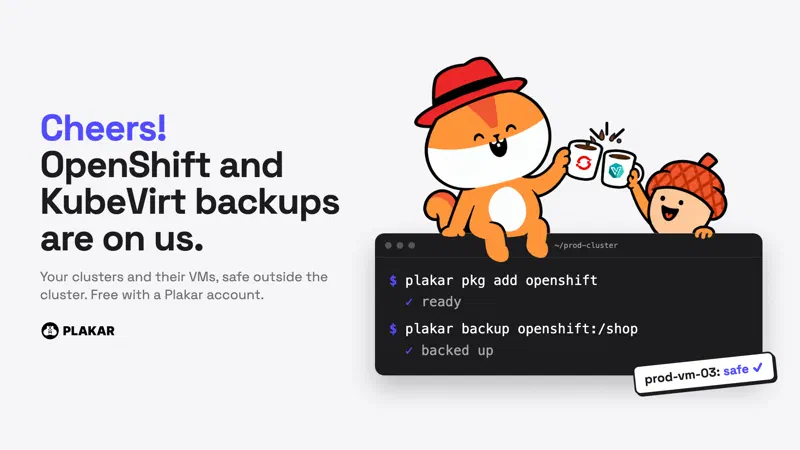 Cheers!
OpenShift and
KubeVirt backups
are on us.
Your clusters and their VMs, safe outside the
cluster. Free with a Plakar account.
PLAKAR
~/prod-cluster
$ plakar pkg add openshift
✓ ready
$ plakar backup openshift:/shop
✓ backed up
prod-vm-03: safe ✓